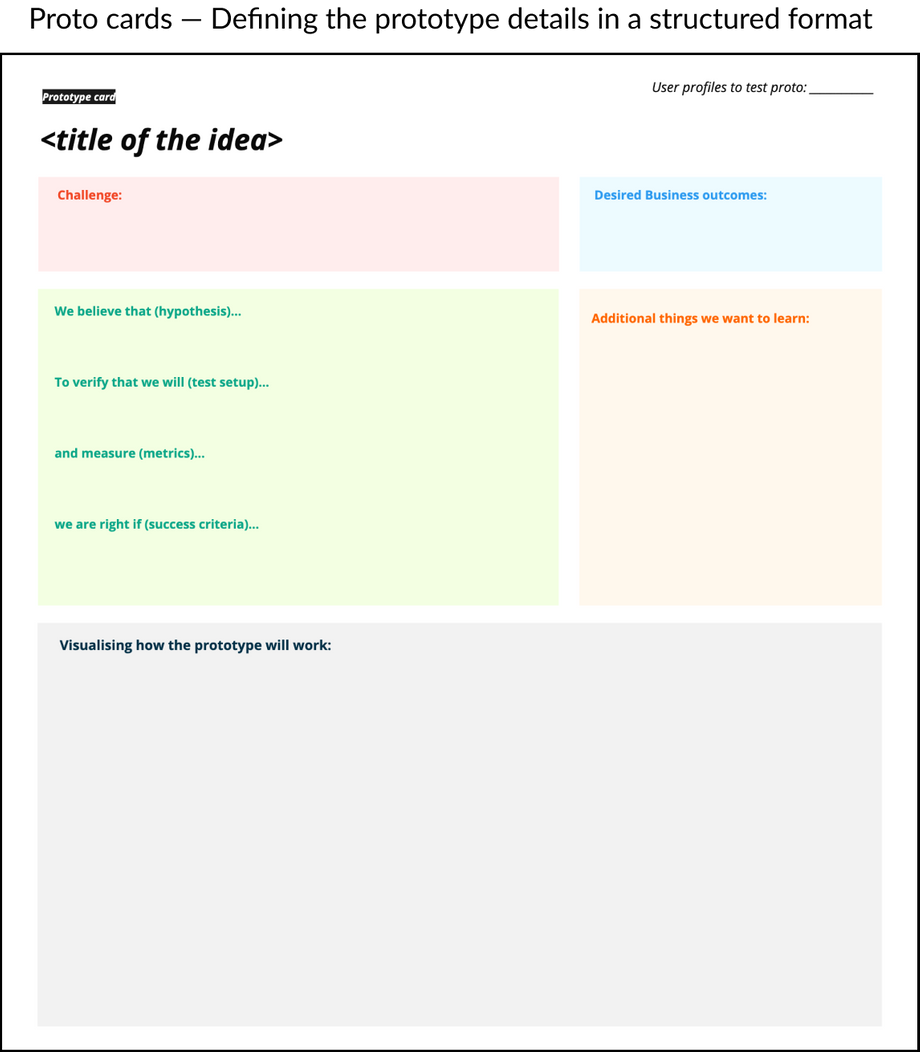 Proto cards — Defining the prototype details in a structured format
User profiles to test proto: ___________
Prototype card
<title of the idea>
Challenge:
Desired Business outcomes:
We believe that (hypothesis)...
To verify that we will (test setup)...
and measure (metrics)...
we are right if (success criteria)...
Additional things we want to learn:
Visualising how the prototype will work: